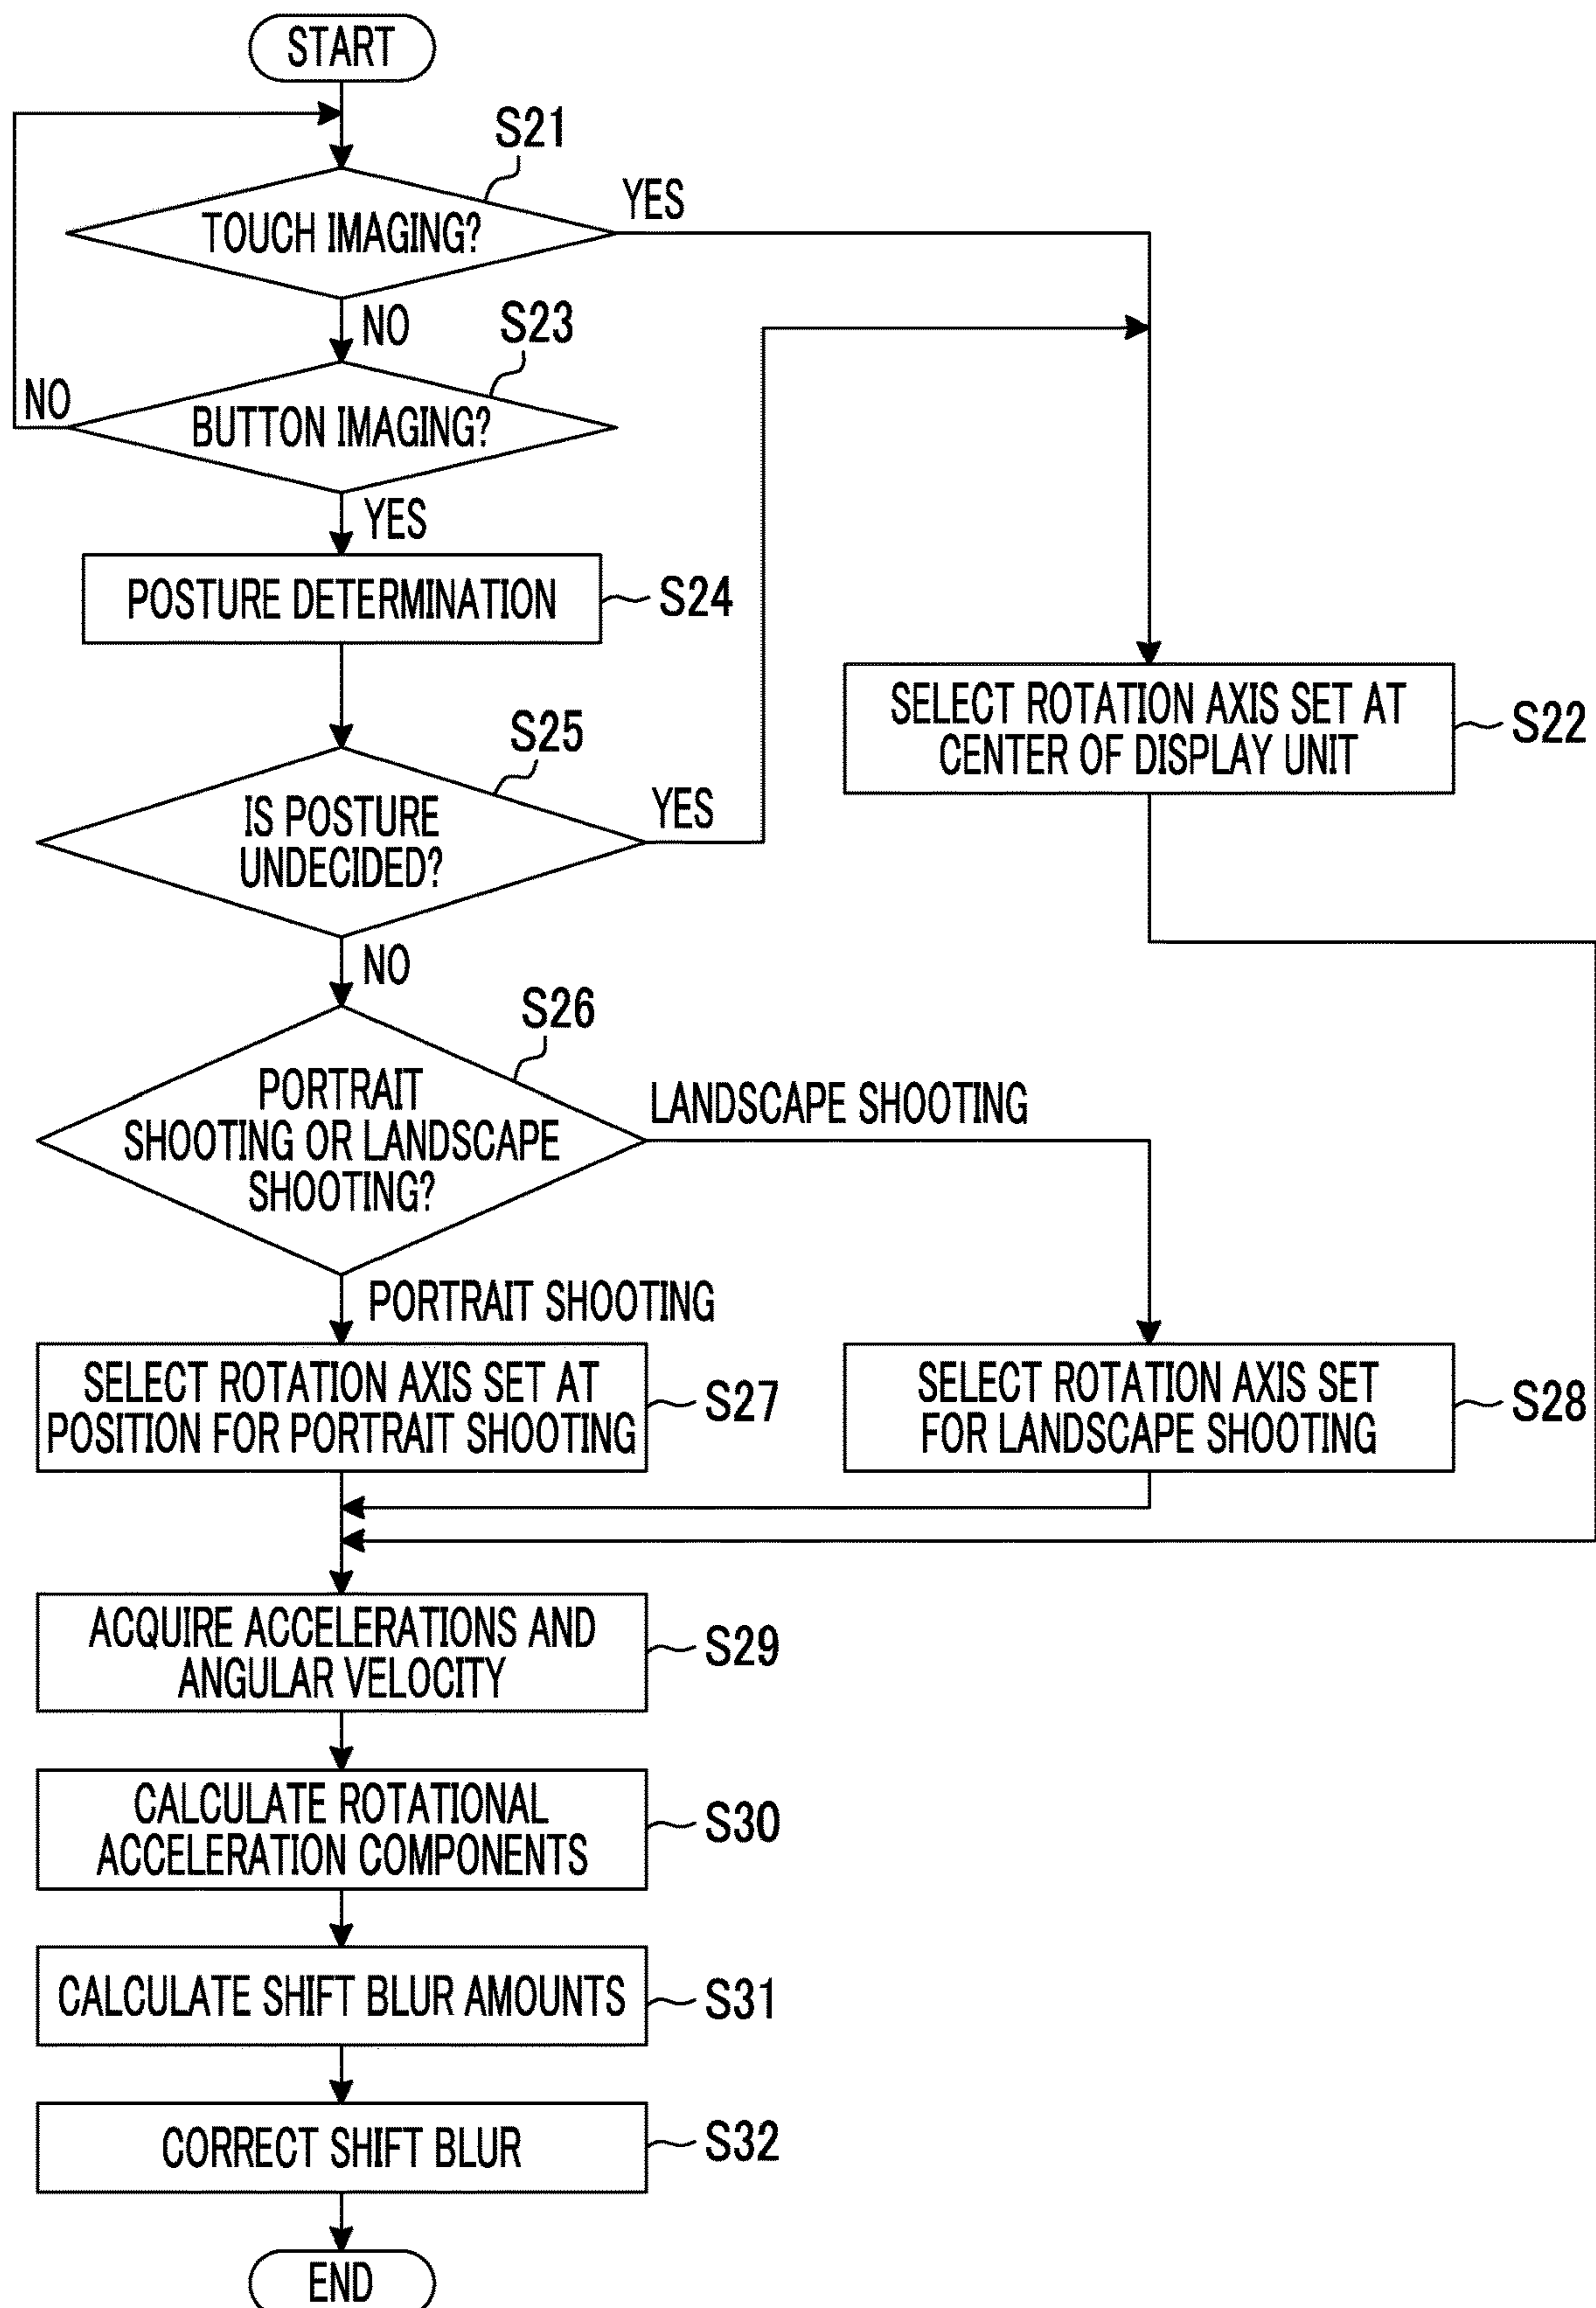 START
S21
TOUCH IMAGING?
YES
NO
S23
NO
BUTTON IMAGING?
YES
POSTURE DETERMINATION
S24
SELECT ROTATION AXIS SET AT
CENTER OF DISPLAY UNIT
S22
S25
IS POSTURE
UNDECIDED?
YES
NO
S26
PORTRAIT
SHOOTING OR LANDSCAPE
SHOOTING?
LANDSCAPE SHOOTING
PORTRAIT SHOOTING
SELECT ROTATION AXIS SET AT
POSITION FOR PORTRAIT SHOOTING
S27
SELECT ROTATION AXIS SET
FOR LANDSCAPE SHOOTING
S28
ACQUIRE ACCELERATIONS AND
ANGULAR VELOCITY
S29
CALCULATE ROTATIONAL
ACCELERATION COMPONENTS
S30
CALCULATE SHIFT BLUR AMOUNTS
S31
CORRECT SHIFT BLUR
S32
END